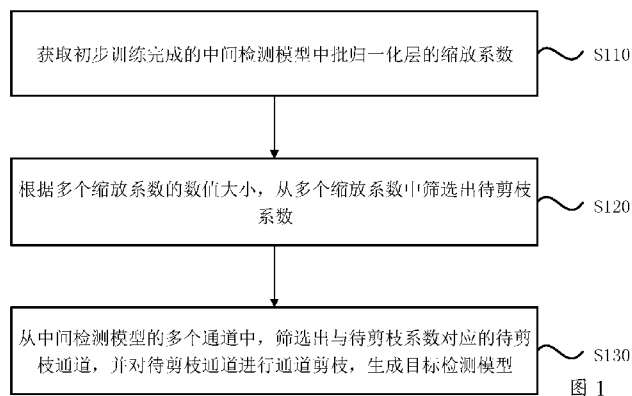 获取初步训练完成的中间检测模型中批归一化层的缩放系数
S110
根据多个缩放系数的数值大小，从多个缩放系数中筛选出待剪枝
系数
S120
从中间检测模型的多个通道中，筛选出与待剪枝系数对应的待剪
枝通道，并对待剪枝通道进行通道剪枝，生成目标检测模型
S130
图 1